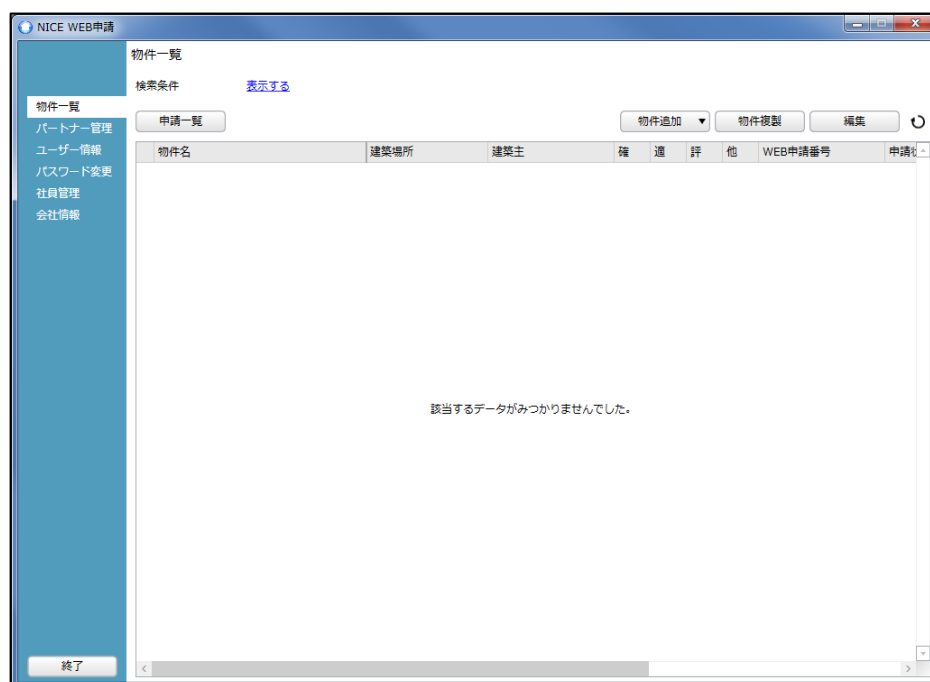 NICE WEB申請
物件一覧
検索条件 表示する
物件一覧
パートナー管理
ユーザー情報
パスワード変更
社員管理
会社情報
申請一覧 物件追加 ▼ 物件複製 編集
物件名 建築場所 建築主 確 適 評 他 WEB申請番号 申請
該当するデータがみつかりませんでした。
終了